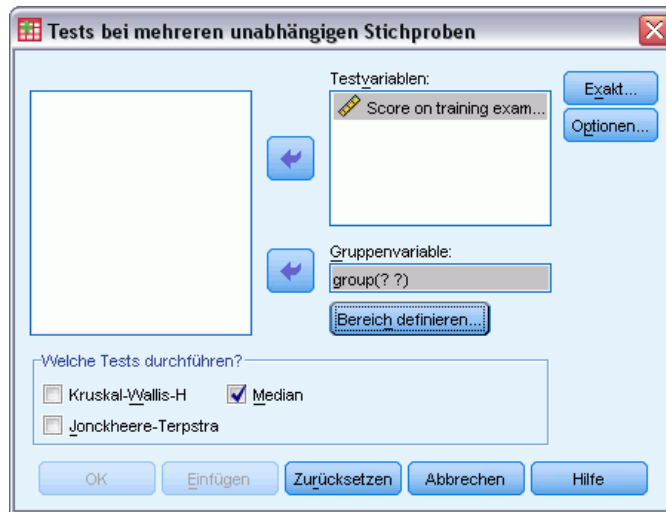 Tests bei mehreren unabhängigen Stichproben
Testvariablen:
Score on training exam...
Exakt...
Optionen...
Gruppenvariable:
group(? ?)
Bereich definieren...
Welche Tests durchführen?
Kruskal-Wallis-H
Median
Jonckheere-Terpstra
OK
Einfügen
Zurücksetzen
Abbrechen
Hilfe